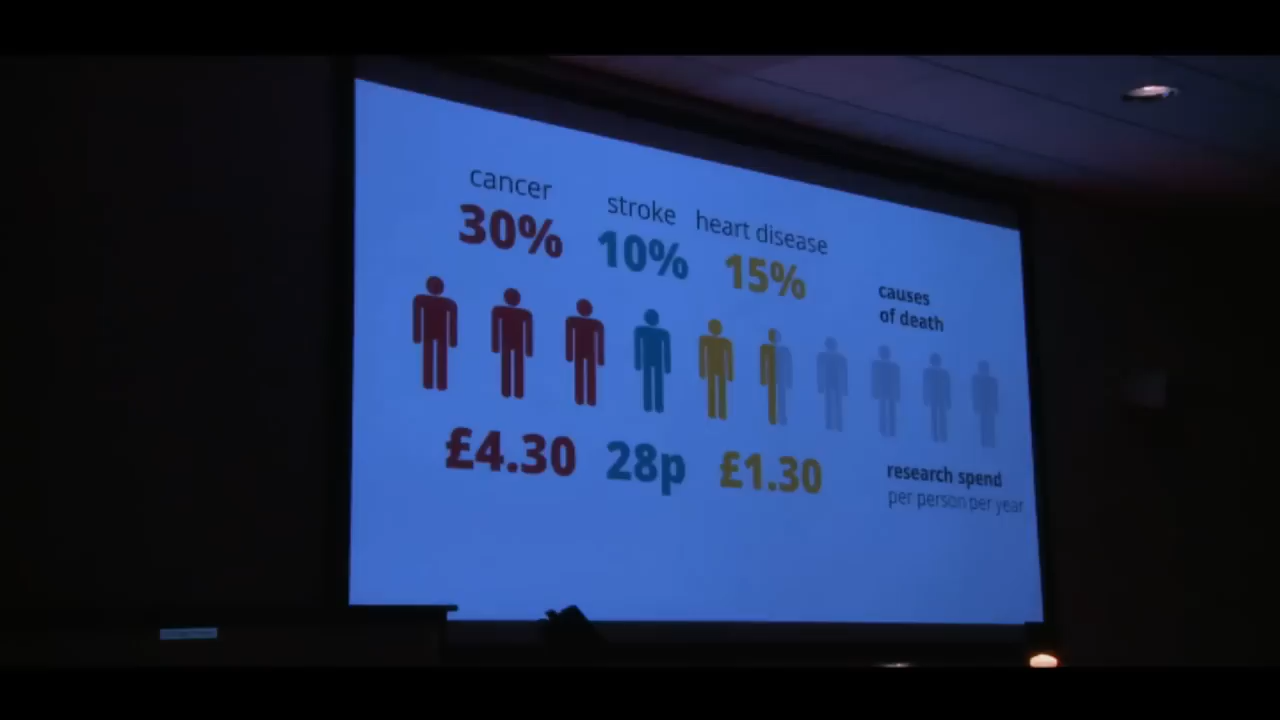 cancer
30%
stroke
10%
heart disease
15%
causes
of death
£4.30
28p
£1.30
research spend
per person per year